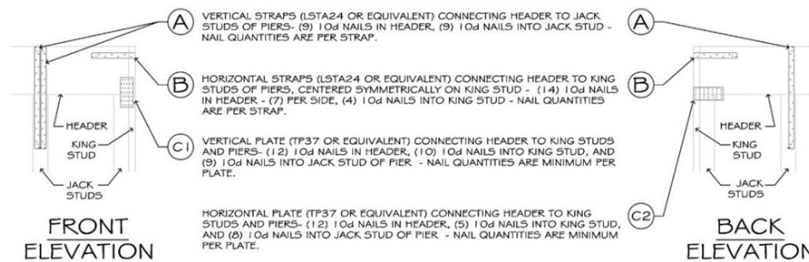 A
VERTICAL STRAPS (LSTA24 OR EQUIVALENT) CONNECTING HEADER TO JACK
STUDS OF PIERS- (9) 10d NAILS IN HEADER, (9) 10d NAILS INTO JACK STUD -
NAIL QUANTITIES ARE PER STRAP.
A
B
HORIZONTAL STRAPS (LSTA24 OR EQUIVALENT) CONNECTING HEADER TO KING
STUDS OF PIERS, CENTERED SYMMETRICALLY ON KING STUD - (14) 10d NAILS
IN HEADER - (7) PER SIDE, (4) 10d NAILS INTO KING STUD - NAIL QUANTITIES
ARE PER STRAP.
B
HEADER
KING
STUD
JACK
STUDS
C1
VERTICAL PLATE (TP37 OR EQUIVALENT) CONNECTING HEADER TO KING STUDS
AND PIERS- (12) 10d NAILS IN HEADER, (10) 10d NAILS INTO KING STUD, AND
(9) 10d NAILS INTO JACK STUD OF PIER - NAIL QUANTITIES ARE MINIMUM PER
PLATE.
HEADER
KING
STUD
JACK
STUDS
HORIZONTAL PLATE (TP37 OR EQUIVALENT) CONNECTING HEADER TO KING
STUDS AND PIERS- (12) 10d NAILS IN HEADER, (5) 10d NAILS INTO KING STUD,
AND (8) 10d NAILS INTO JACK STUD OF PIER - NAIL QUANTITIES ARE MINIMUM
PER PLATE.
C2
FRONT
ELEVATION
BACK
ELEVATION